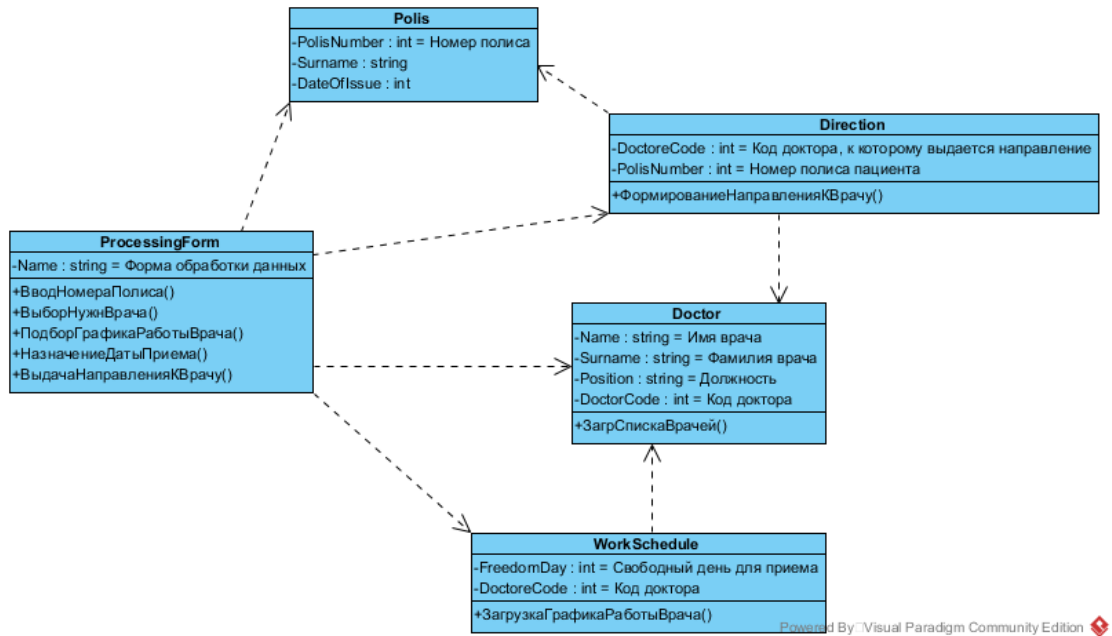 Polis
-PolisNumber : int = Номер полиса
-Surname : string
-DateOfIssue : int
Direction
-DoctoreCode : int = Код доктора, к которому выдается направление
-PolisNumber : int = Номер полиса пациента
+ФормированиеНаправленияКВрачу()
ProcessingForm
-Name : string = Форма обработки данных
+ВводНомераПолиса()
+ВыборНужнВрача()
+ПодборГрафикаРаботыВрача()
+НазначениеДатыПриема()
+ВыдачаНаправленияКВрачу()
Doctor
-Name : string = Имя врача
-Surname : string = Фамилия врача
-Position : string = Должность
-DoctorCode : int = Код доктора
+ЗагрСпискаВрачей()
WorkSchedule
-FreedomDay : int = Свободный день для приема
-DoctoreCode : int = Код доктора
+ЗагрузкаГрафикаРаботыВрача()
Powered By Visual Paradigm Community Edition